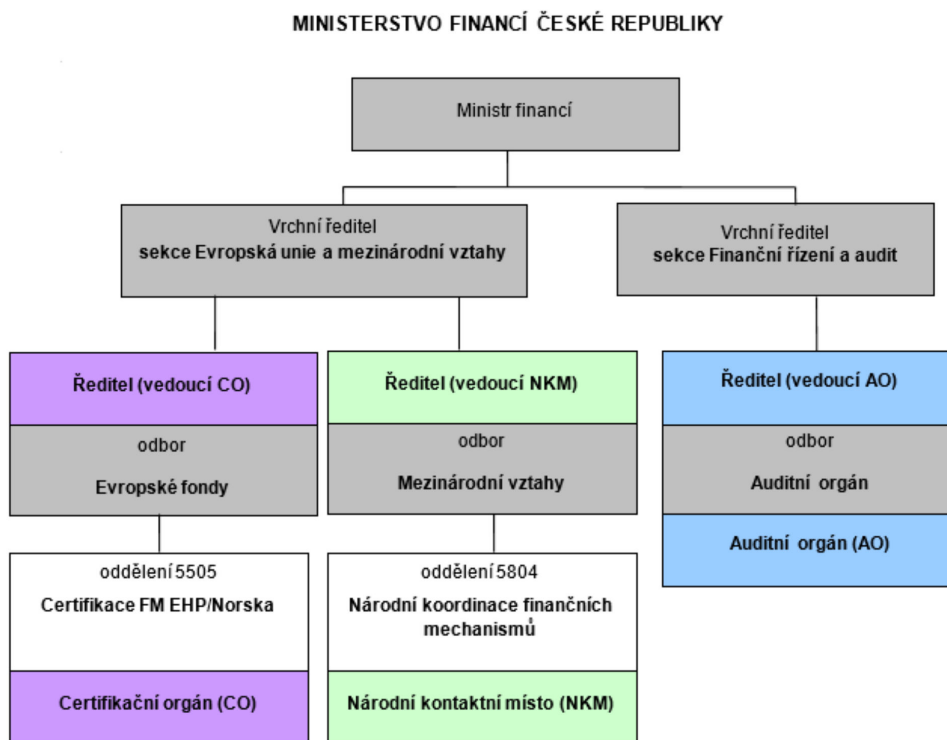 MINISTERSTVO FINANCÍ ČESKÉ REPUBLIKY
Ministr financí
Vrchní ředitel
sekce Evropská unie a mezinárodní vztahy
Vrchní ředitel
sekce Finanční řízení a audit
Ředitel (vedoucí CO)
odbor
Evropské fondy
oddělení 5505
Certifikace FM EHP/Norska
Certifikační orgán (CO)
Ředitel (vedoucí NKM)
odbor
Mezinárodní vztahy
oddělení 5804
Národní koordinace finančních
mechanismů
Národní kontaktní místo (NKM)
Ředitel (vedoucí AO)
odbor
Auditní orgán
Auditní orgán (AO)